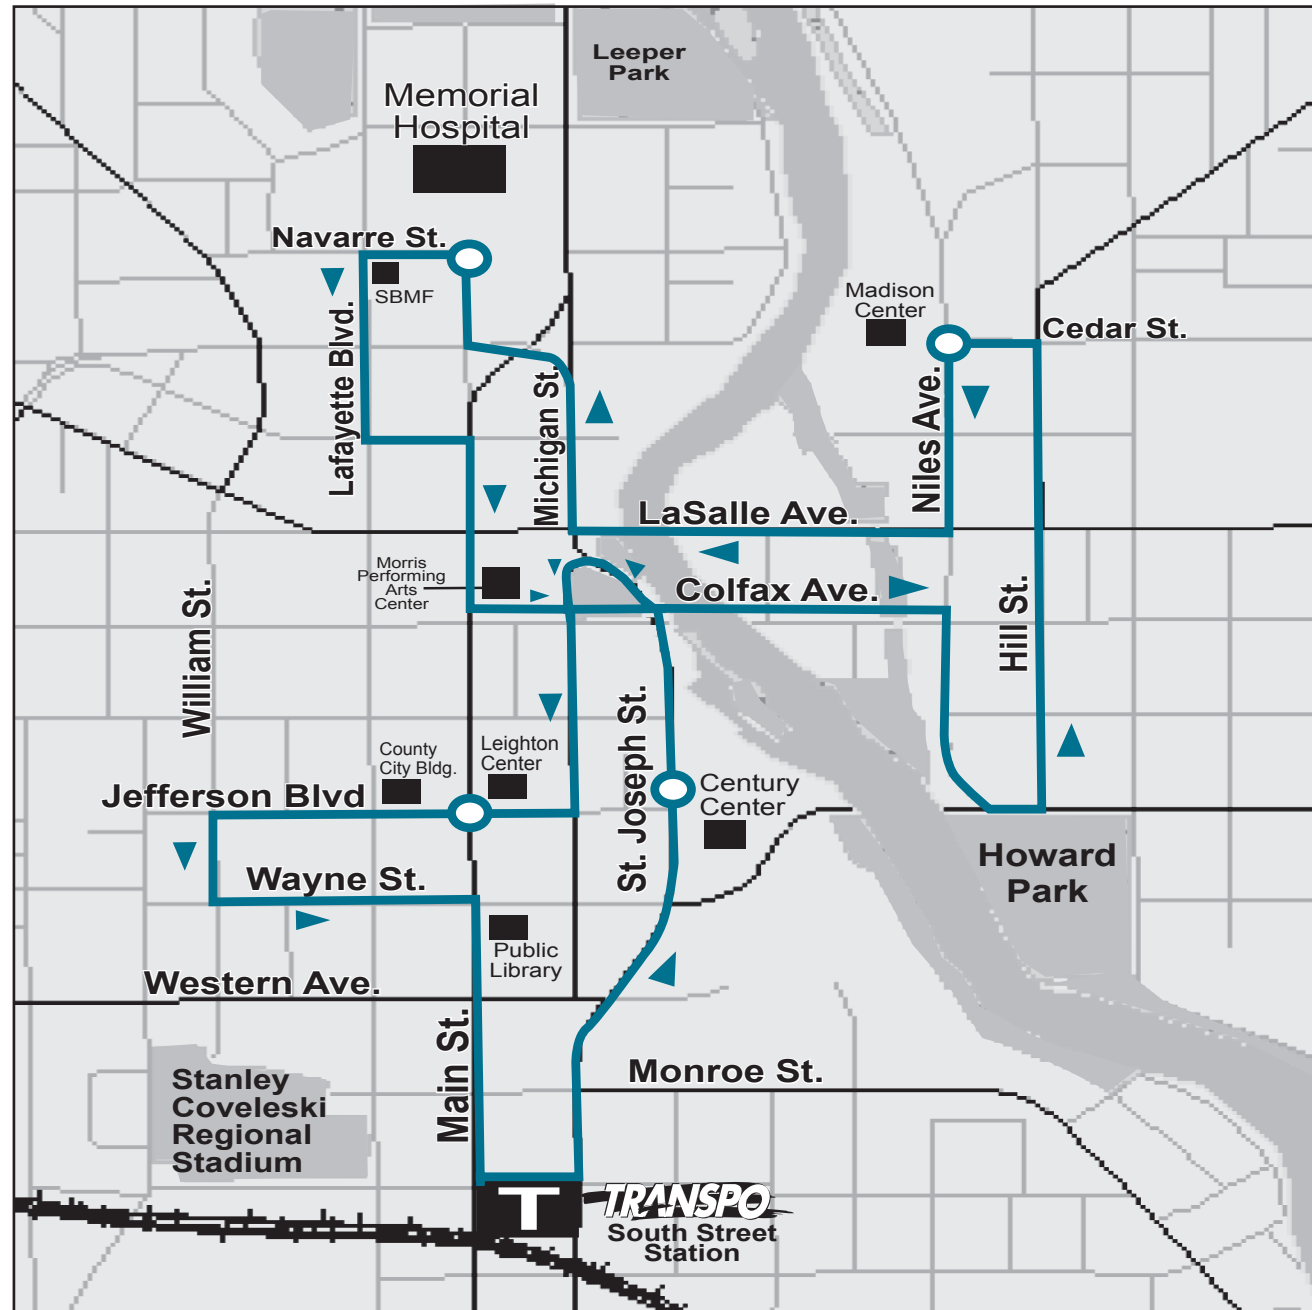 Leeper
Park
Memorial
Hospital
Navarre St.
SBMF
Madison
Center
Cedar St.
Lafayette Blvd.
Michigan St.
Niles Ave.
LaSalle Ave.
Morris
Performing
Arts
Center
Colfax Ave.
William St.
Hill St.
St. Joseph St.
County
City Bldg.
Leighton
Center
Jefferson Blvd
Century
Center
Wayne St.
Howard
Park
Public
Library
Western Ave.
Main St.
Monroe St.
Stanley
Coveleski
Regional
Stadium
T
TRANSPO
South Street
Station